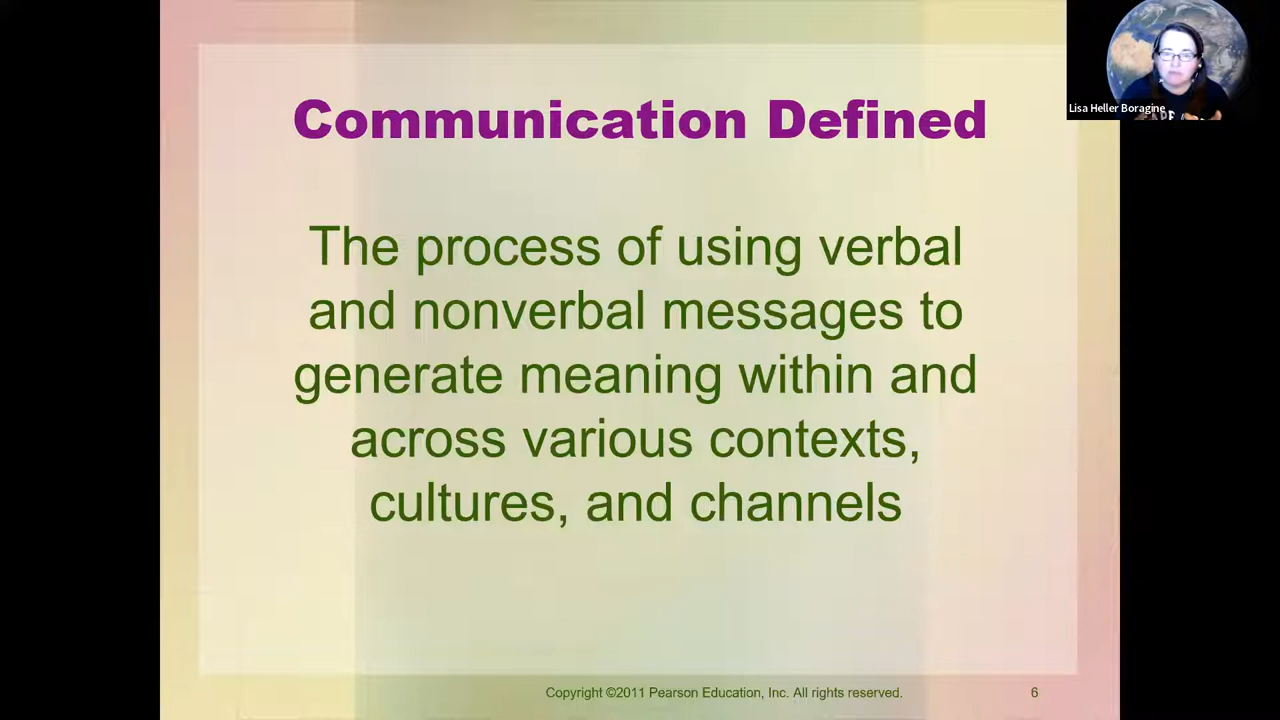 Communication Defined
The process of using verbal
and nonverbal messages to
generate meaning within and
across various contexts,
cultures, and channels
Copyright ©2011 Pearson Education, Inc. All rights reserved.
6
Lisa Heller Boragine